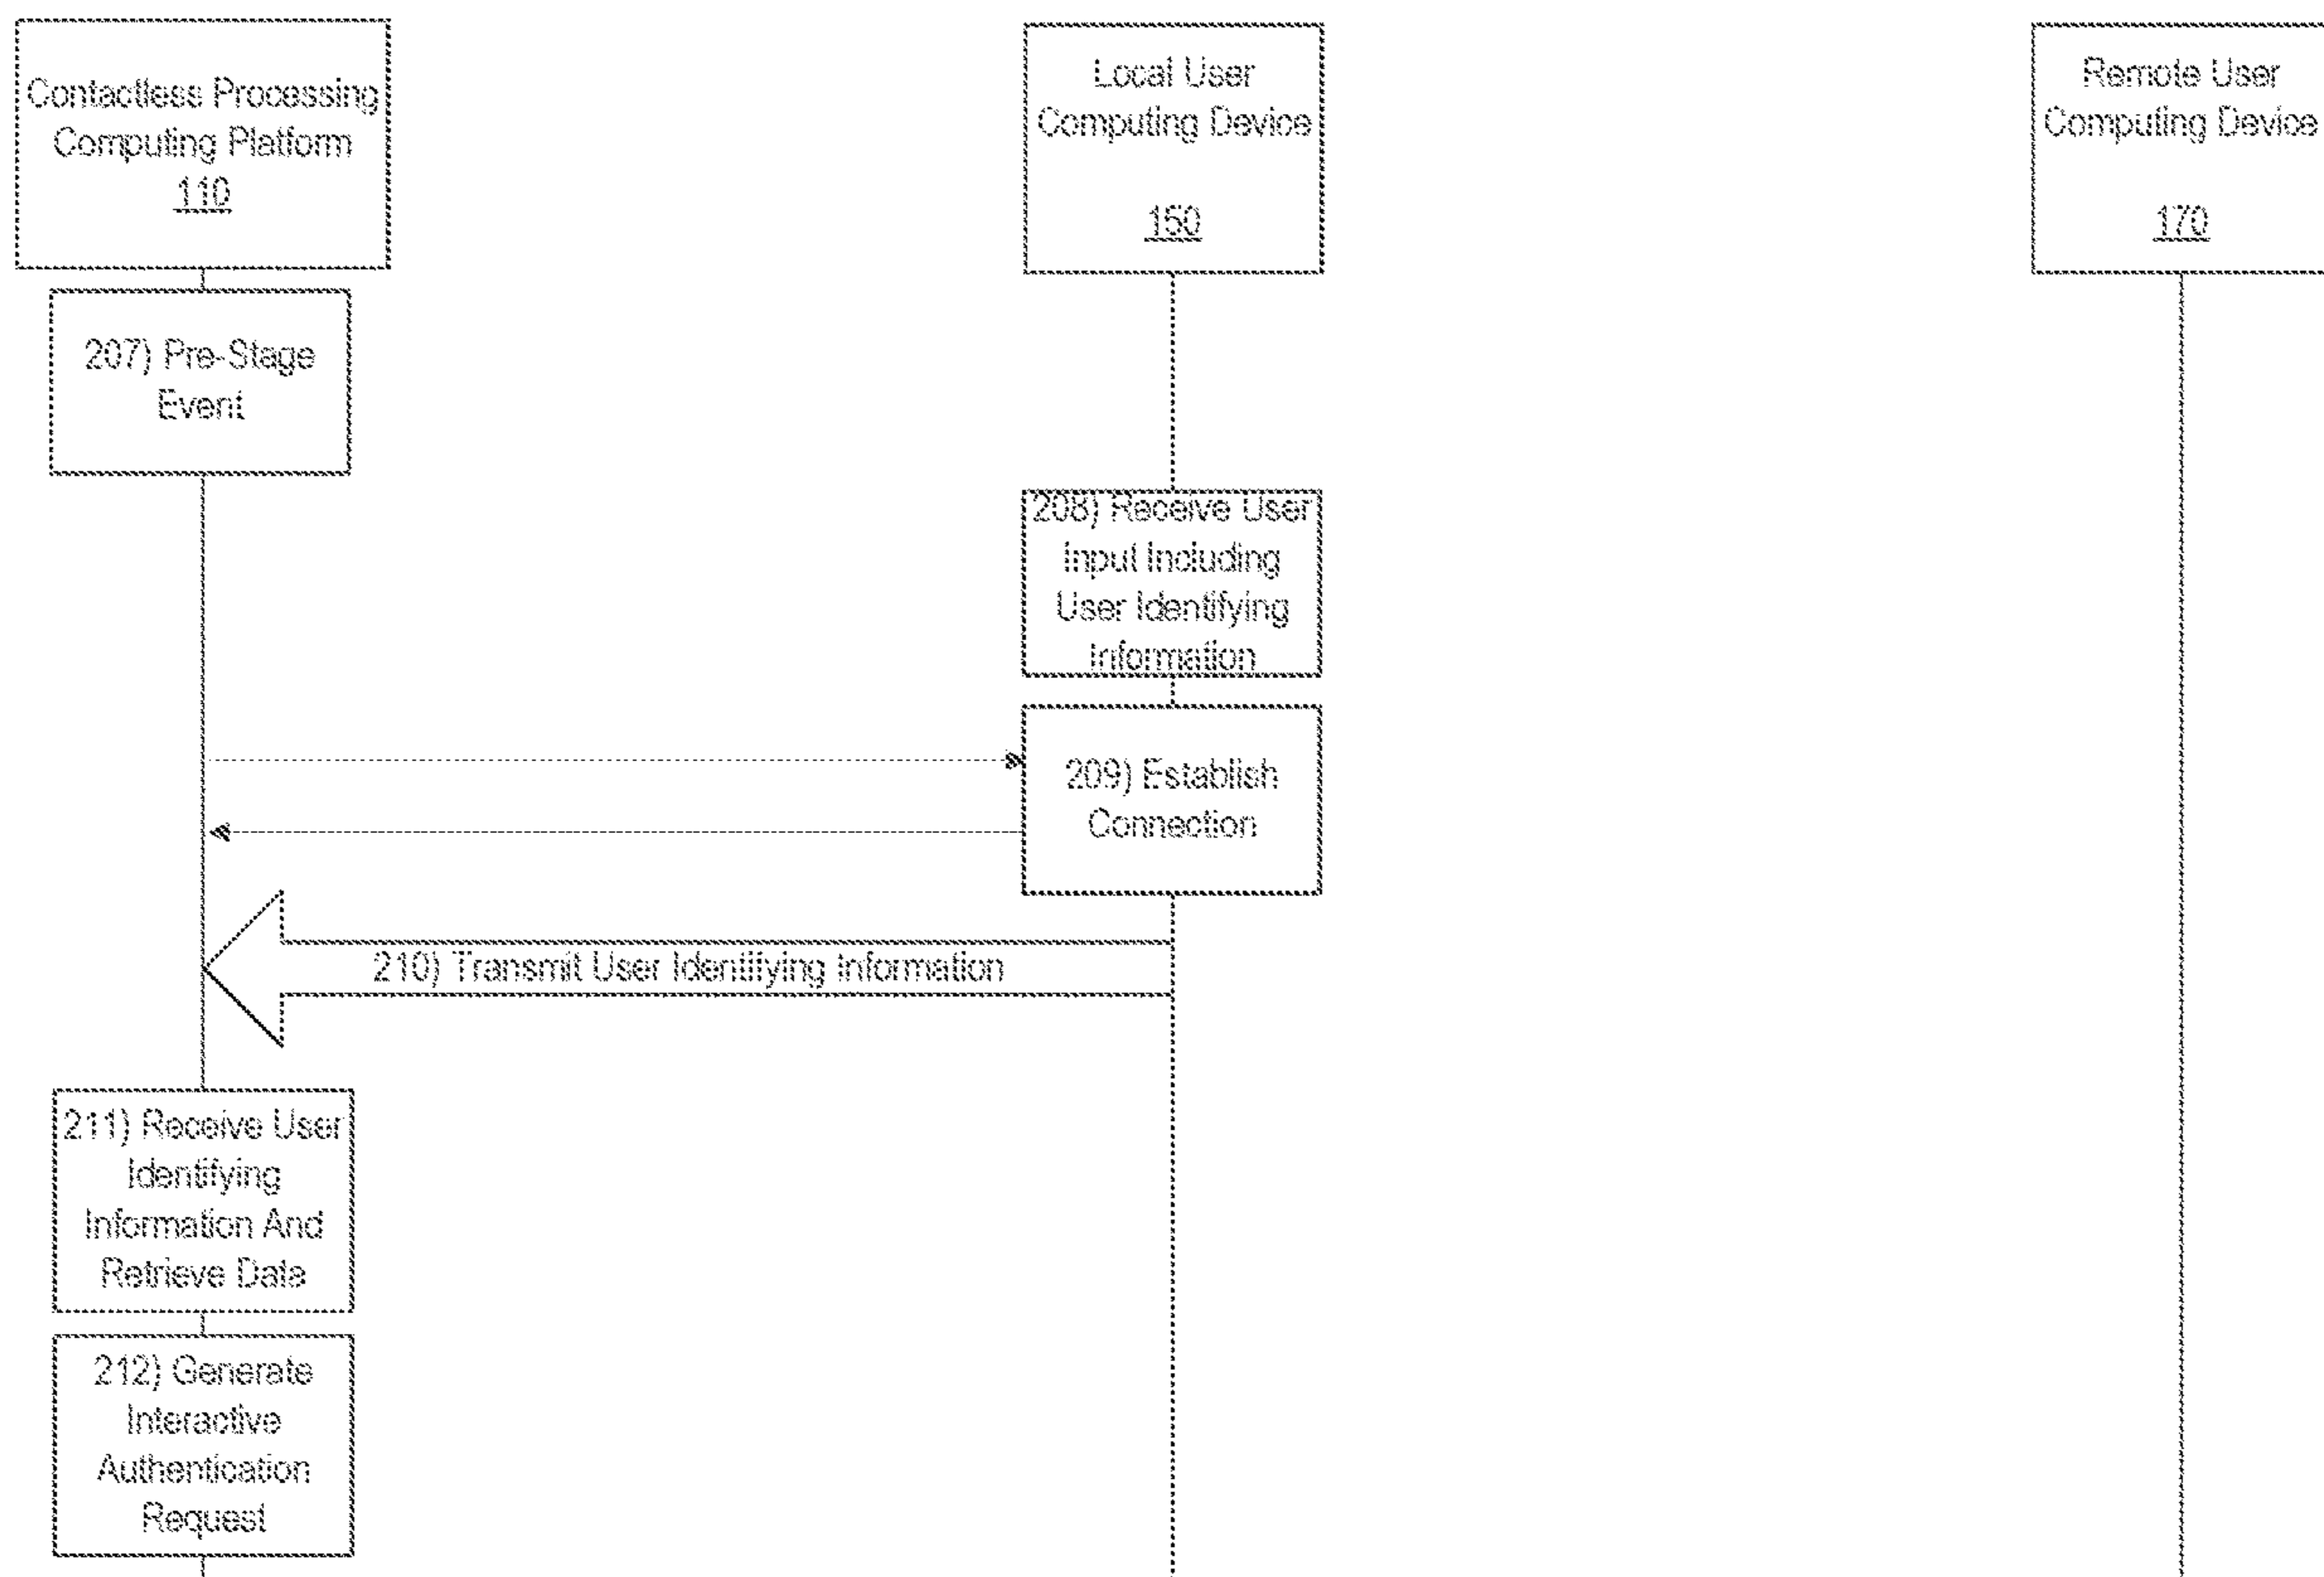 Contactless Processing
Computing Platform
110
Local User
Computing Device
150
Remote User
Computing Device
170
207) Pre-Stage
Event
208) Receive User
Input Including
User Identifying
Information
209) Establish
Connection
210) Transmit User Identifying Information
211) Receive User
Identifying
Information And
Retrieve Data
212) Generate
Interactive
Authentication
Request